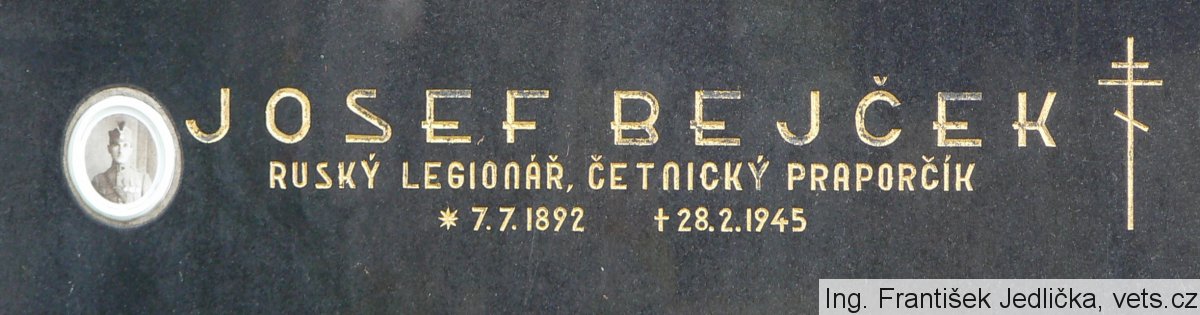 JOSEF BEJČEK
RUSKÝ LEGIONÁŘ, ČETNICKÝ PRAPORČÍK
* 7.7.1892 †28.2.1945
Ing. František Jedlička, vets.cz